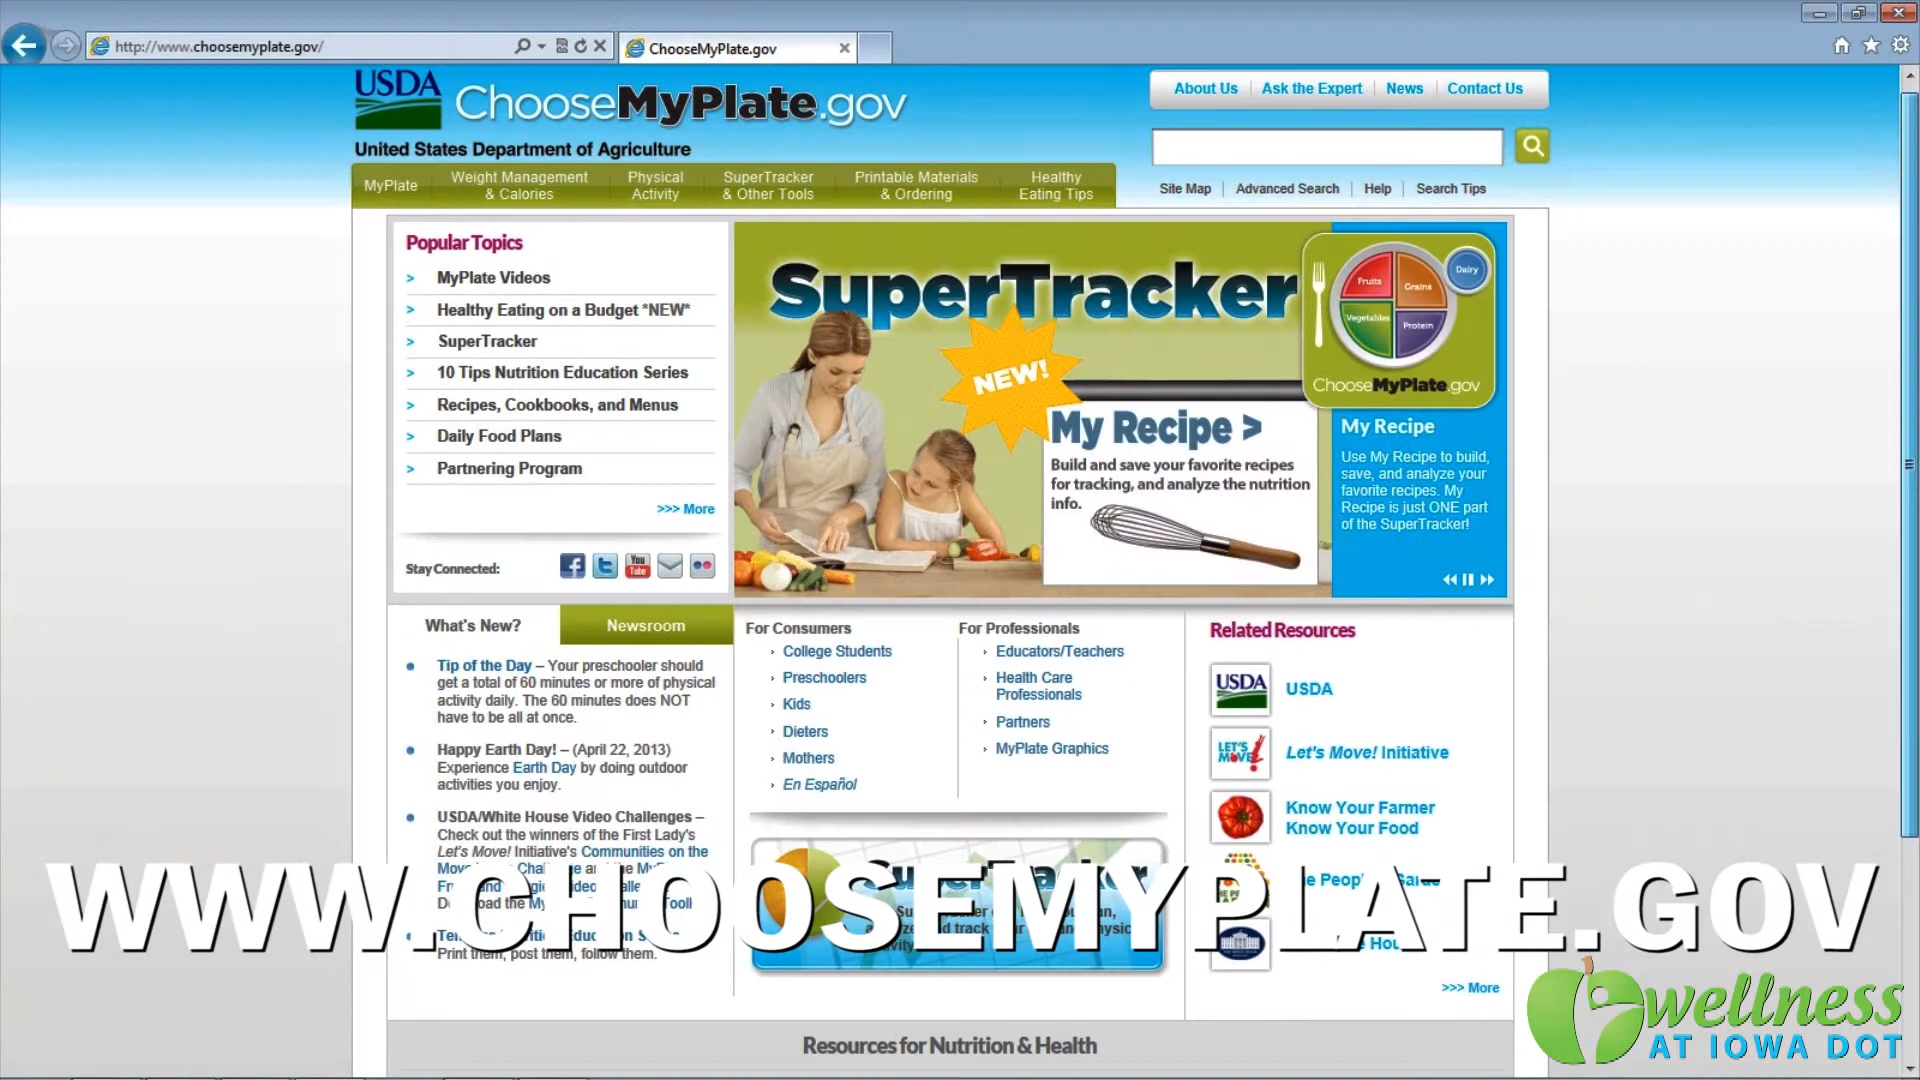 http://www.choosemyplate.gov/
ChooseMyPlate.gov
USDA
ChooseMyPlate.gov
United States Department of Agriculture
About Us
Ask the Expert
News
Contact Us
Site Map
Advanced Search
Help
Search Tips
MyPlate
Weight Management
& Calories
Physical
Activity
SuperTracker
& Other Tools
Printable Materials
& Ordering
Healthy
Eating Tips
Popular Topics
> MyPlate Videos
> Healthy Eating on a Budget *NEW*
> SuperTracker
> 10 Tips Nutrition Education Series
> Recipes, Cookbooks, and Menus
> Daily Food Plans
> Partnering Program
>>> More
Stay Connected:
You
Tube
SuperTracker
NEW!
My Recipe >
Build and save your favorite recipes
for tracking, and analyze the nutrition
info.
Fruits
Grains
Dairy
Vegetables
Protein
ChooseMyPlate.gov
My Recipe
Use My Recipe to build,
save, and analyze your
favorite recipes. My
Recipe is just ONE part
of the SuperTracker!
What's New?
Newsroom
Tip of the Day – Your preschooler should
get a total of 60 minutes or more of physical
activity daily. The 60 minutes does NOT
have to be all at once.
Happy Earth Day! – (April 22, 2013)
Experience Earth Day by doing outdoor
activities you enjoy.
USDA/White House Video Challenges –
Check out the winners of the First Lady's
Let's Move! Initiative's Communities on the
Print them, post them, follow them.
For Consumers
College Students
Preschoolers
Kids
Dieters
Mothers
En Español
For Professionals
Educators/Teachers
Health Care
Professionals
Partners
MyPlate Graphics
Related Resources
USDA
USDA
LET'S
MOVE!
Let's Move! Initiative
Know Your Farmer
Know Your Food
>>> More
WWW.CHOOSEMYPLATE.GOV
Resources for Nutrition & Health
wellness
AT IOWA DOT